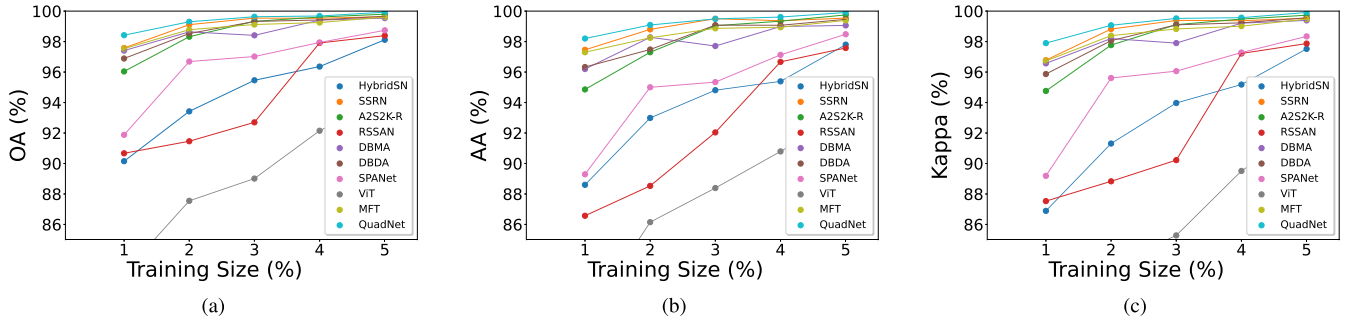 100
98
96
94
92
90
88
86
OA (%)
HybridSN
SSRN
A2S2K-R
RSSAN
DBMA
DBDA
SPANet
ViT
MFT
QuadNet
1 2 3 4 5
Training Size (%)
(a)
100
98
96
94
92
90
88
86
AA (%)
HybridSN
SSRN
A2S2K-R
RSSAN
DBMA
DBDA
SPANet
ViT
MFT
QuadNet
1 2 3 4 5
Training Size (%)
(b)
100
98
96
94
92
90
88
86
Kappa (%)
HybridSN
SSRN
A2S2K-R
RSSAN
DBMA
DBDA
SPANet
ViT
MFT
QuadNet
1 2 3 4 5
Training Size (%)
(c)